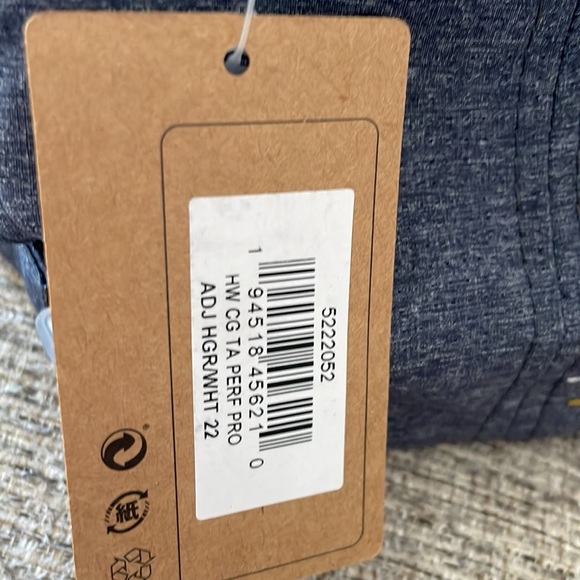 5222052
1 94518 45621 0
HW CG TA PERF PRO
ADJ HGR/WHT 22
®
紙